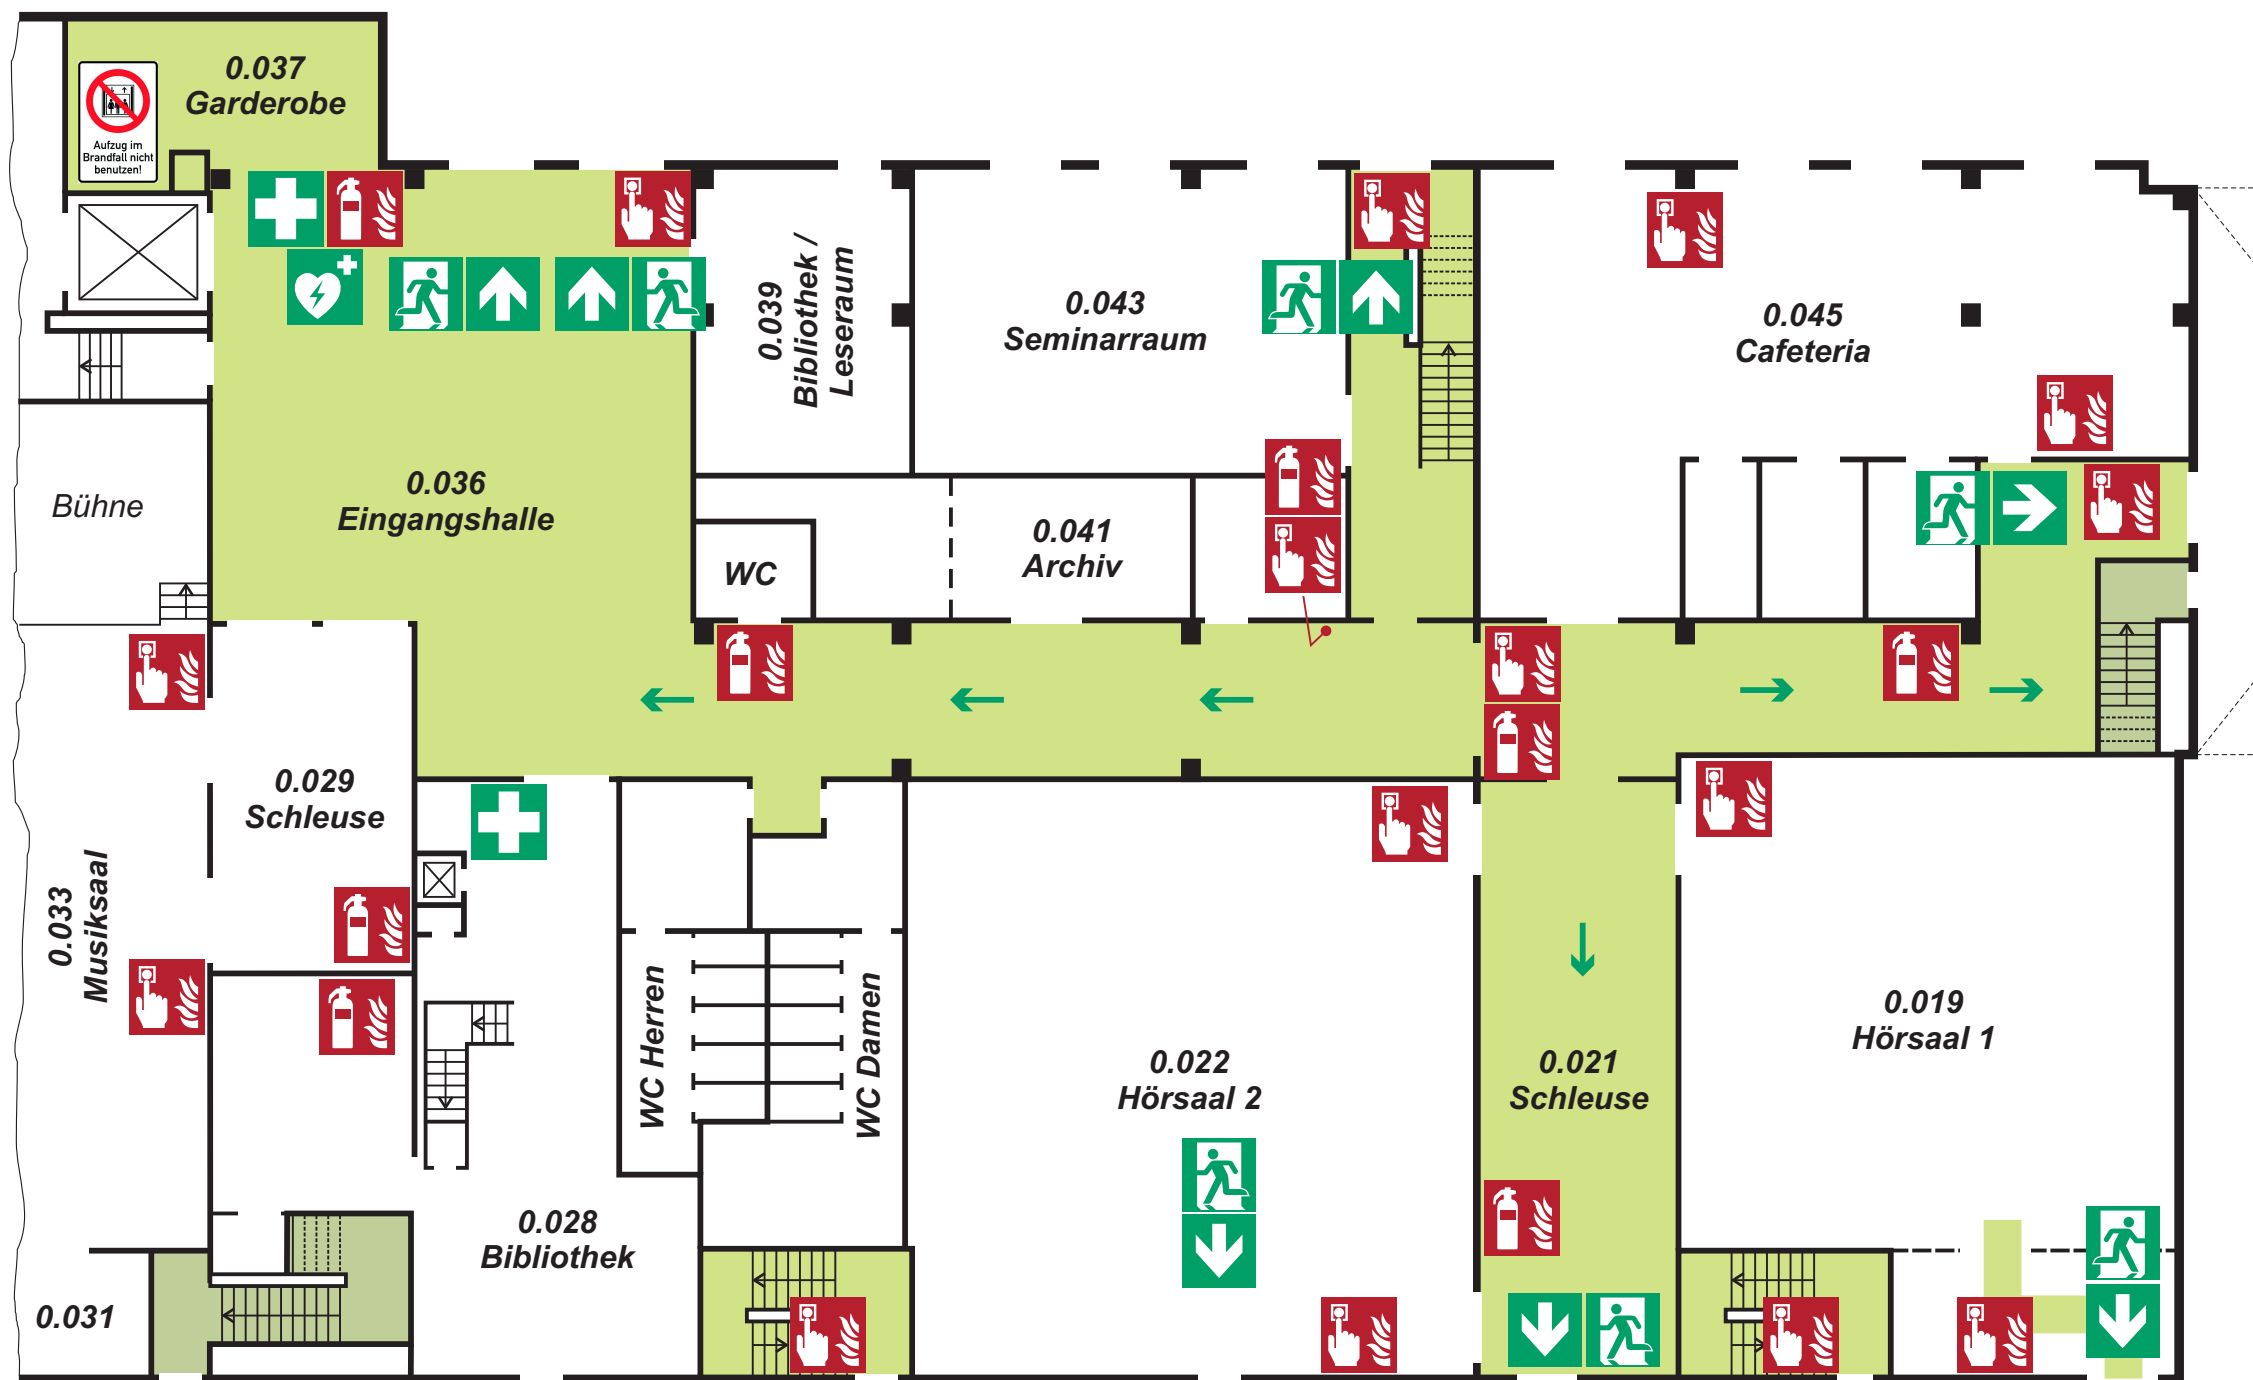 0.037
Garderobe
Aufzug im
Brandfall nicht
benutzen!
0.039
Bibliothek /
Leseraum
0.043
Seminarraum
0.045
Cafeteria
0.036
Eingangshalle
Bühne
WC
0.041
Archiv
0.029
Schleuse
0.033
Musiksaal
WC Herren
WC Damen
0.022
Hörsaal 2
0.021
Schleuse
0.019
Hörsaal 1
0.028
Bibliothek
0.031